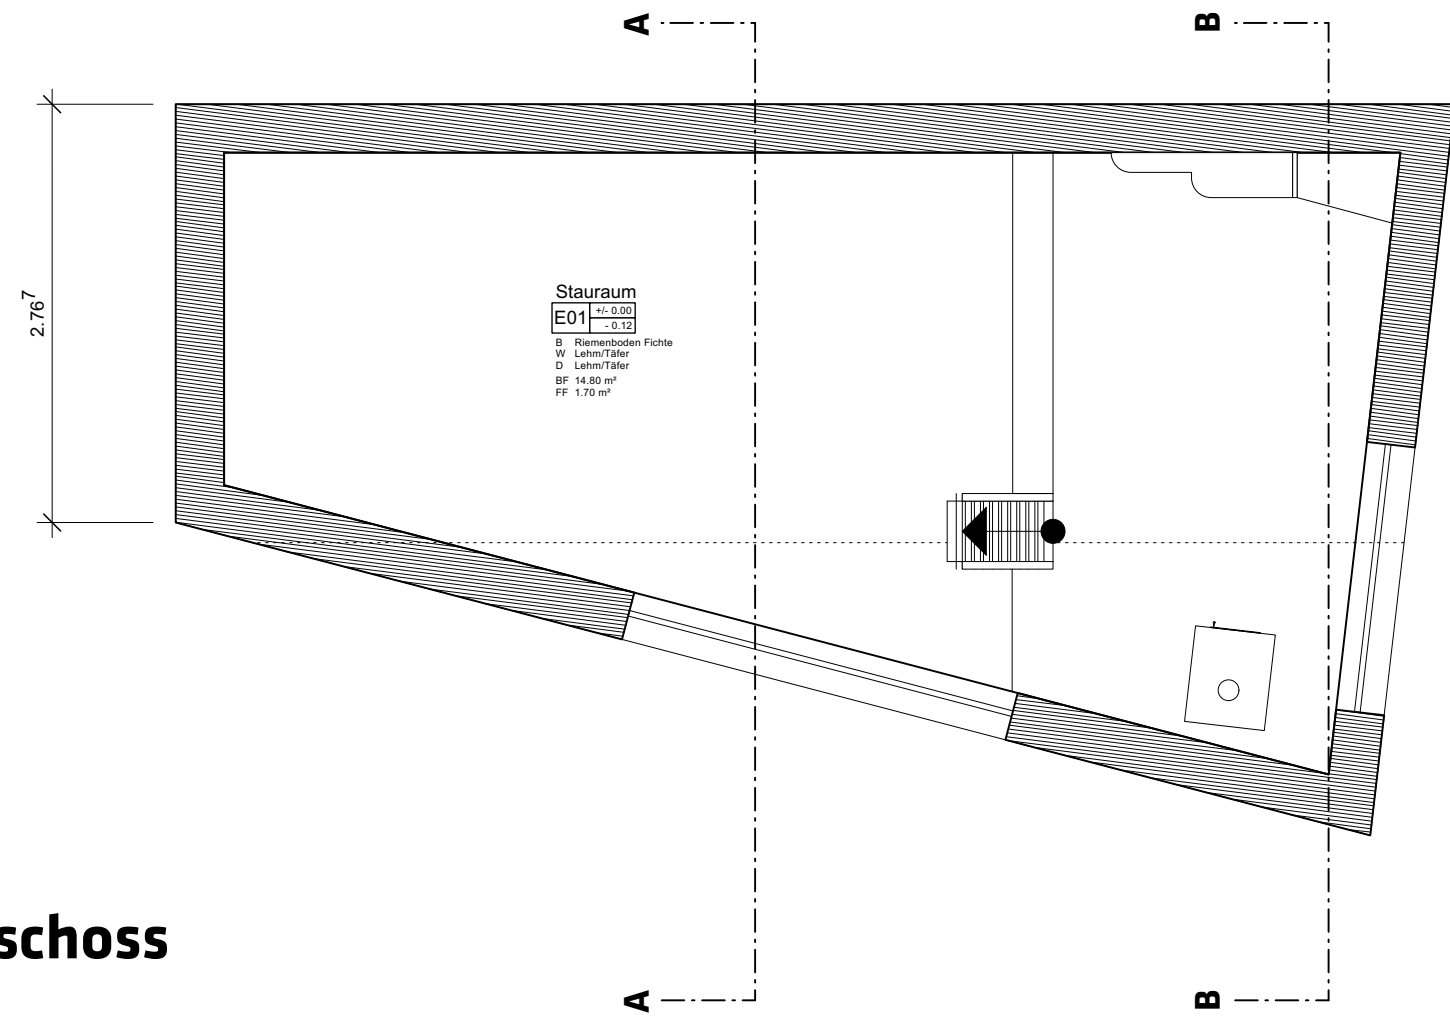 A
B
2.76⁷
Stauraum
E01 +/- 0.00
- 0.12
B Riemenboden Fichte
W Lehm/Täfer
D Lehm/Täfer
BF 14.80 m²
FF 1.70 m²
schoss
A
B